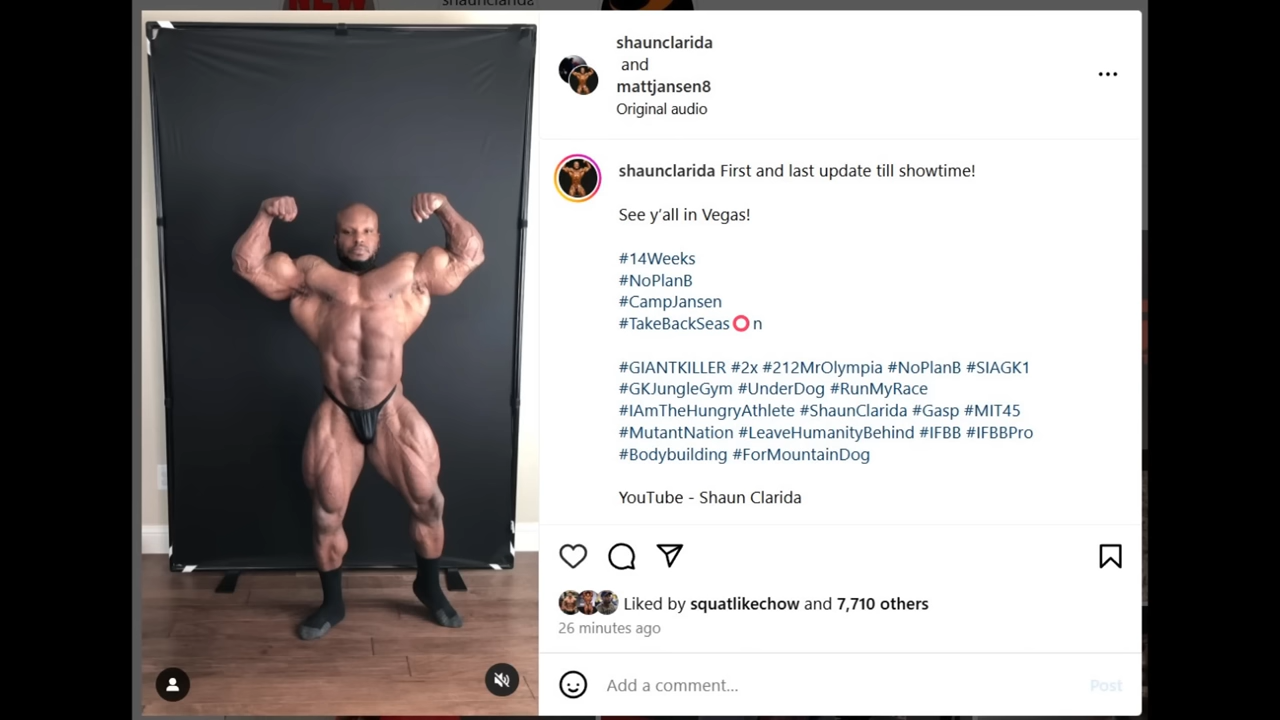 NEW
shaunclarida
shaunclarida
and
mattjansen8
Original audio
shaunclarida First and last update till showtime!
See y'all in Vegas!
#14Weeks
#NoPlanB
#CampJansen
#TakeBackSeas⭕n
#GIANTKILLER #2x #212MrOlympia #NoPlanB #SIAGK1
#GKJungleGym #UnderDog #RunMyRace
#IAmTheHungryAthlete #ShaunClarida #Gasp #MIT45
#MutantNation #LeaveHumanityBehind #IFBB #IFBBPro
#Bodybuilding #ForMountainDog
YouTube - Shaun Clarida
Liked by squatlikechow and 7,710 others
26 minutes ago
Add a comment...
Post